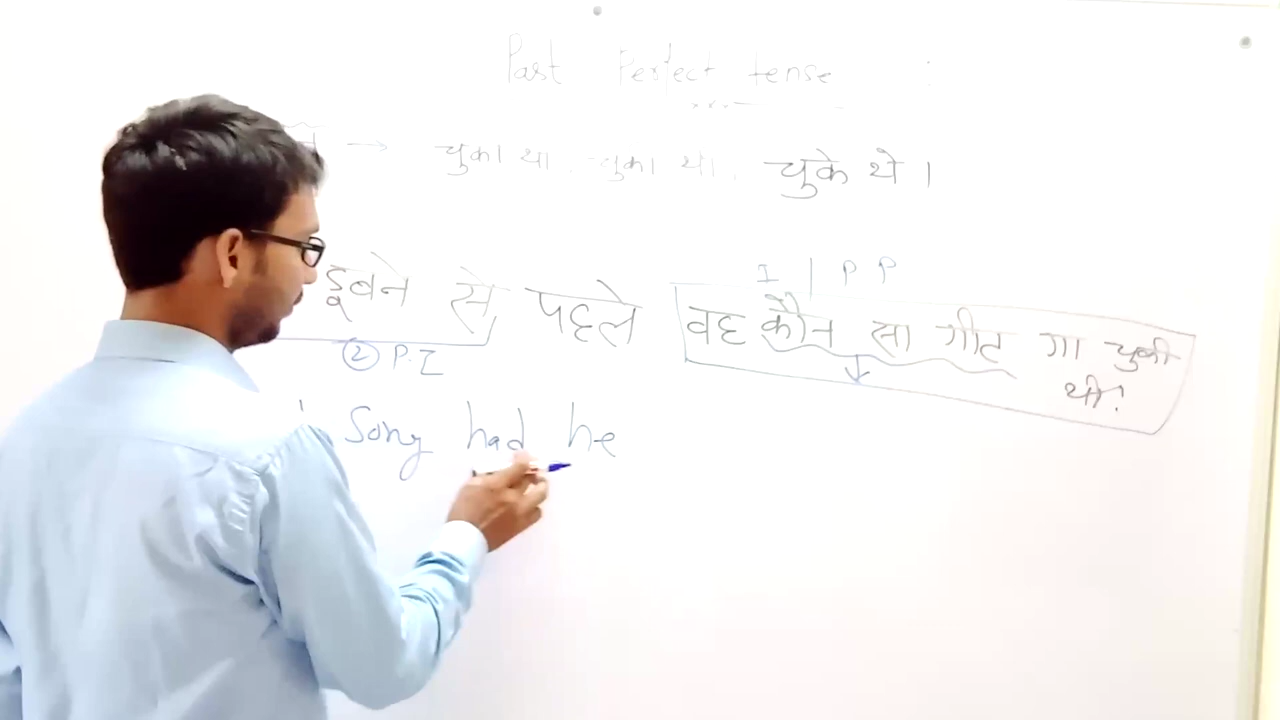 Past Perfect tense :
→ चुका था, चुका था, चुके थे ।
I | P P
डूबने से पहले वह कौन सा गीत गा चुकी
थी?
② P.I
Song had he